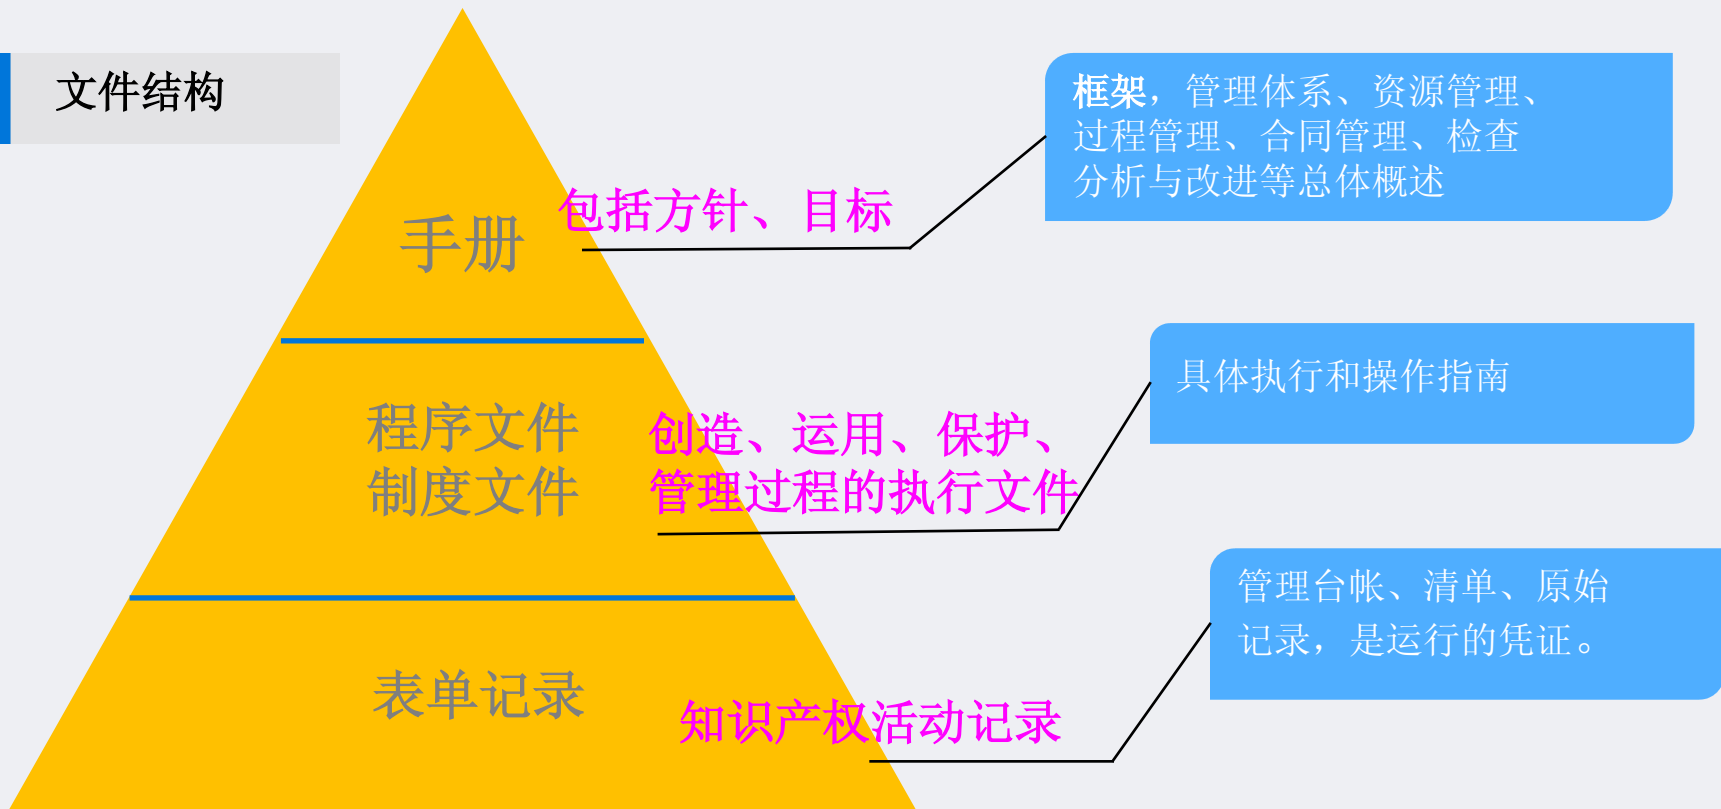 文件结构
手册
包括方针、目标
框架，管理体系、资源管理、
过程管理、合同管理、检查
分析与改进等总体概述
程序文件
制度文件
创造、运用、保护、
管理过程的执行文件
具体执行和操作指南
表单记录
知识产权活动记录
管理台帐、清单、原始
记录，是运行的凭证。